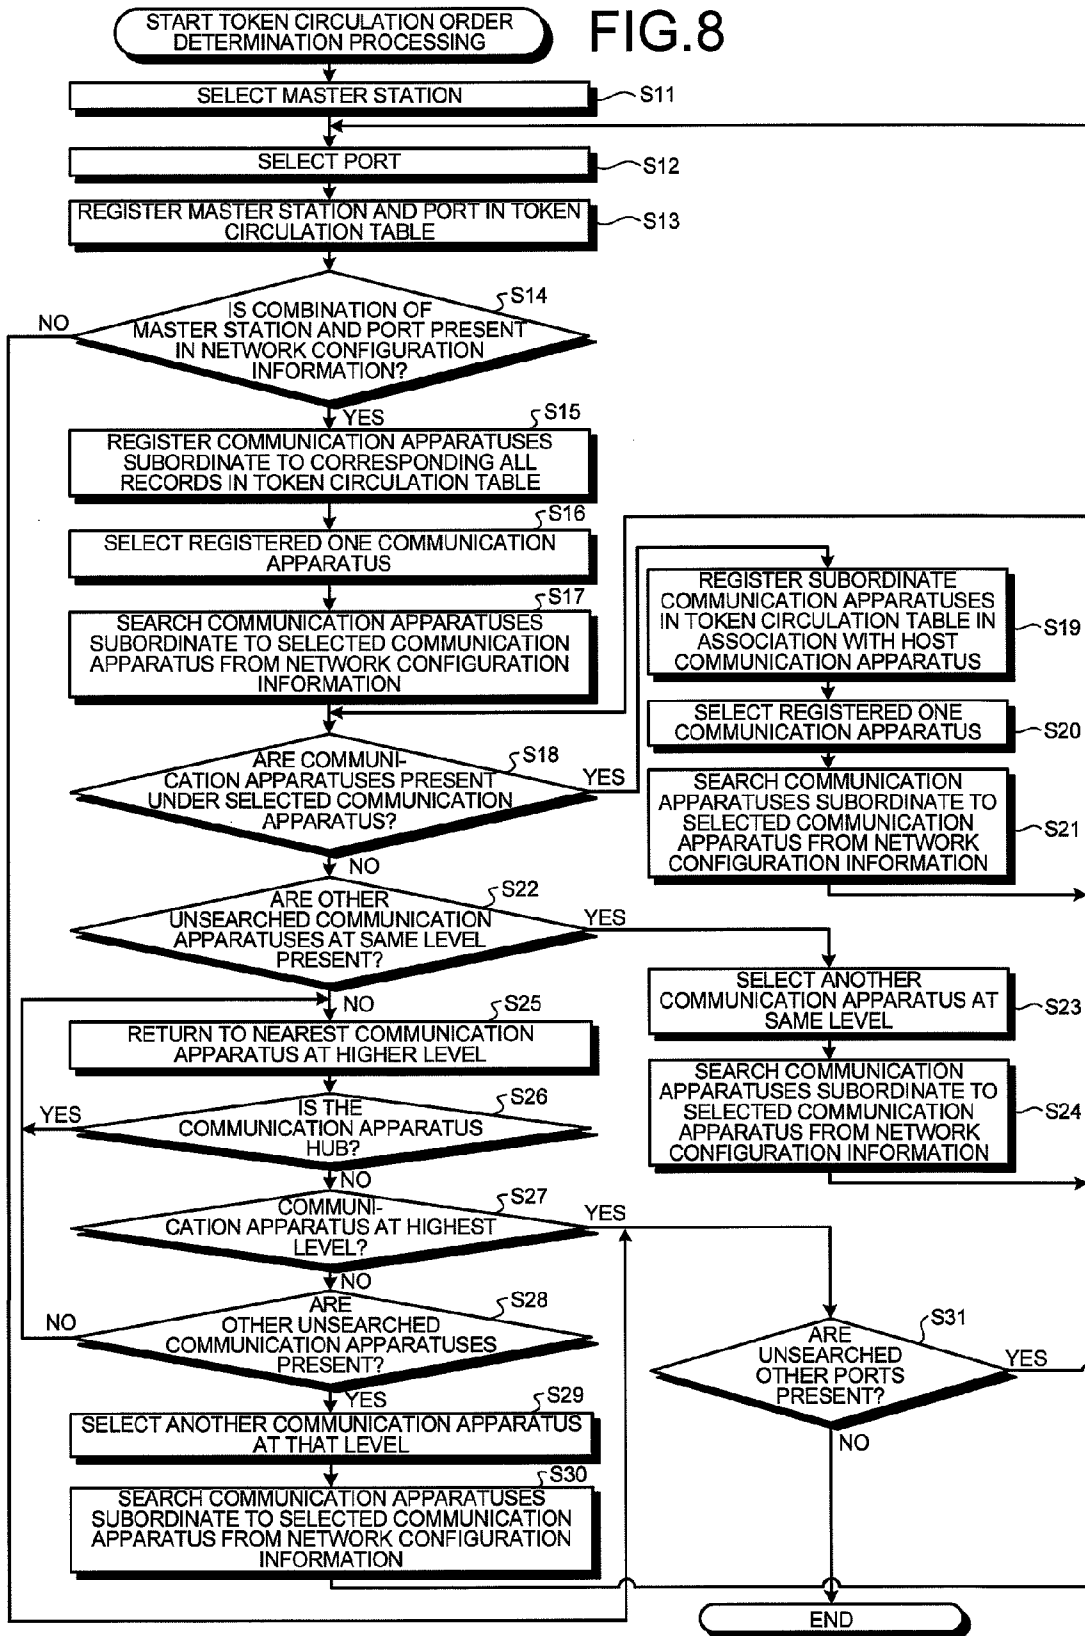 START TOKEN CIRCULATION ORDER
DETERMINATION PROCESSING
FIG.8
SELECT MASTER STATION
S11
SELECT PORT
S12
REGISTER MASTER STATION AND PORT IN TOKEN
CIRCULATION TABLE
S13
S14
IS COMBINATION OF
MASTER STATION AND PORT PRESENT
IN NETWORK CONFIGURATION
INFORMATION?
NO
YES
S15
REGISTER COMMUNICATION APPARATUSES
SUBORDINATE TO CORRESPONDING ALL
RECORDS IN TOKEN CIRCULATION TABLE
S16
SELECT REGISTERED ONE COMMUNICATION
APPARATUS
S17
SEARCH COMMUNICATION APPARATUSES
SUBORDINATE TO SELECTED COMMUNICATION
APPARATUS FROM NETWORK CONFIGURATION
INFORMATION
S18
ARE COMMUNI-
CATION APPARATUSES PRESENT
UNDER SELECTED COMMUNICATION
APPARATUS?
YES
NO
REGISTER SUBORDINATE
COMMUNICATION APPARATUSES
IN TOKEN CIRCULATION TABLE IN
ASSOCIATION WITH HOST
COMMUNICATION APPARATUS
S19
SELECT REGISTERED ONE
COMMUNICATION APPARATUS
S20
SEARCH COMMUNICATION
APPARATUSES SUBORDINATE TO
SELECTED COMMUNICATION
APPARATUS FROM NETWORK
CONFIGURATION INFORMATION
S21
S22
ARE OTHER
UNSEARCHED COMMUNICATION
APPARATUSES AT SAME LEVEL
PRESENT?
YES
NO
SELECT ANOTHER
COMMUNICATION APPARATUS AT
SAME LEVEL
S23
SEARCH COMMUNICATION
APPARATUSES SUBORDINATE TO
SELECTED COMMUNICATION
APPARATUS FROM NETWORK
CONFIGURATION INFORMATION
S24
S25
RETURN TO NEAREST COMMUNICATION
APPARATUS AT HIGHER LEVEL
S26
IS THE
COMMUNICATION APPARATUS
HUB?
YES
NO
S27
COMMUNI-
CATION APPARATUS AT HIGHEST
LEVEL?
YES
NO
S28
ARE
OTHER UNSEARCHED
COMMUNICATION APPARATUSES
PRESENT?
NO
YES
S29
SELECT ANOTHER COMMUNICATION APPARATUS
AT THAT LEVEL
S30
SEARCH COMMUNICATION APPARATUSES
SUBORDINATE TO SELECTED COMMUNICATION
APPARATUS FROM NETWORK CONFIGURATION
INFORMATION
S31
ARE
UNSEARCHED
OTHER PORTS
PRESENT?
YES
NO
END